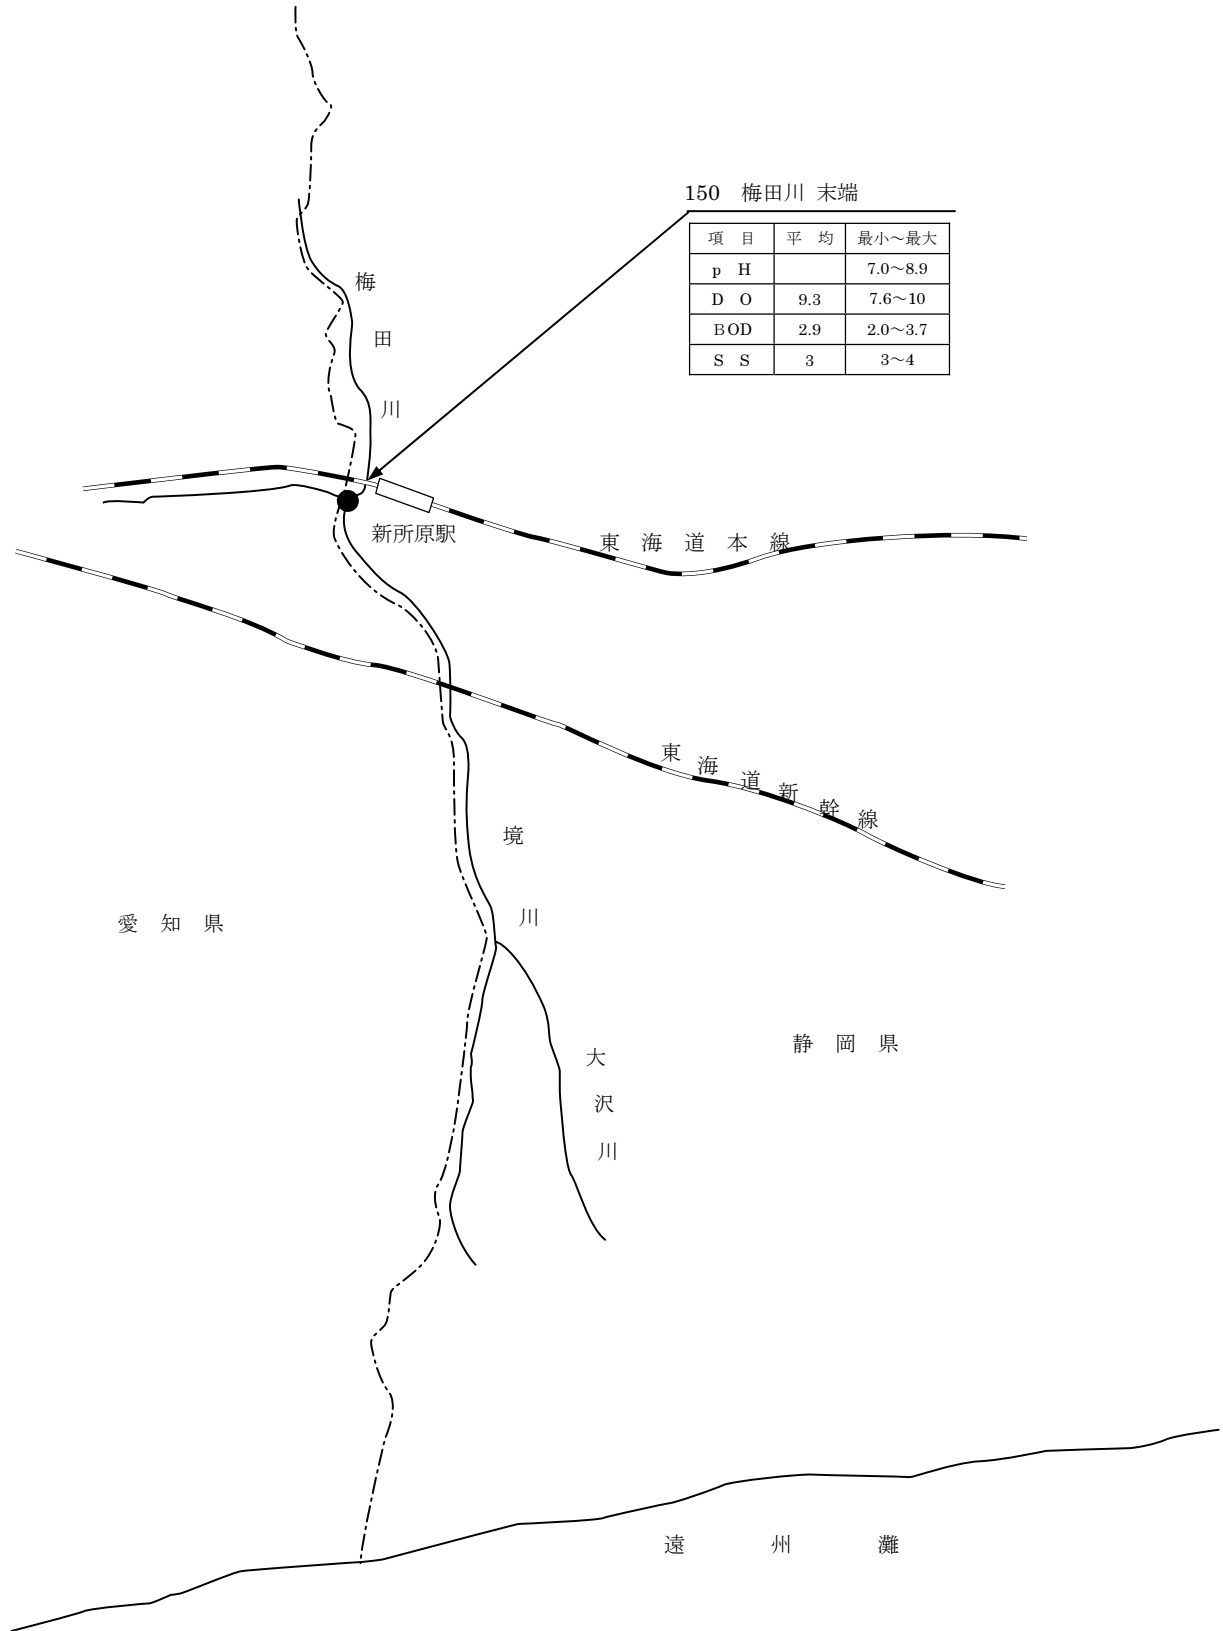 150 梅田川 末端
項 目 平 均 最小～最大
p H 7.0～8.9
D O 9.3 7.6～10
BOD 2.9 2.0～3.7
S S 3 3～4
梅田川
新所原駅
東海道本線
東海道新幹線
境川
愛知県
静岡県
大沢川
遠州灘